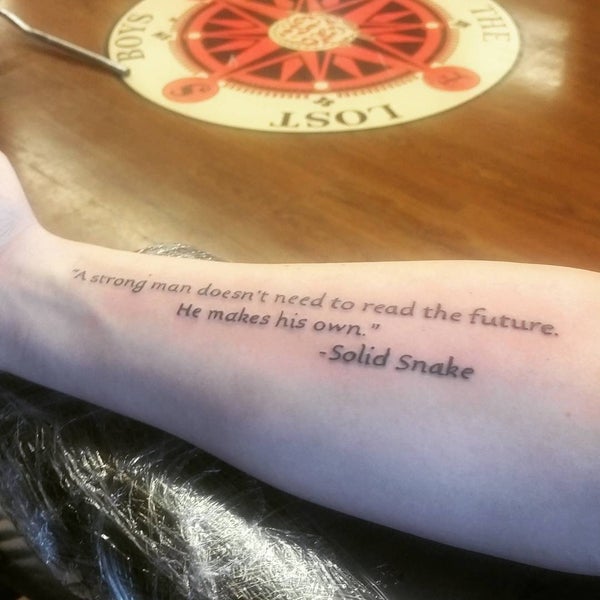 BOYS
THE
LOST
"A strong man doesn't need to read the future.
He makes his own."
-Solid Snake